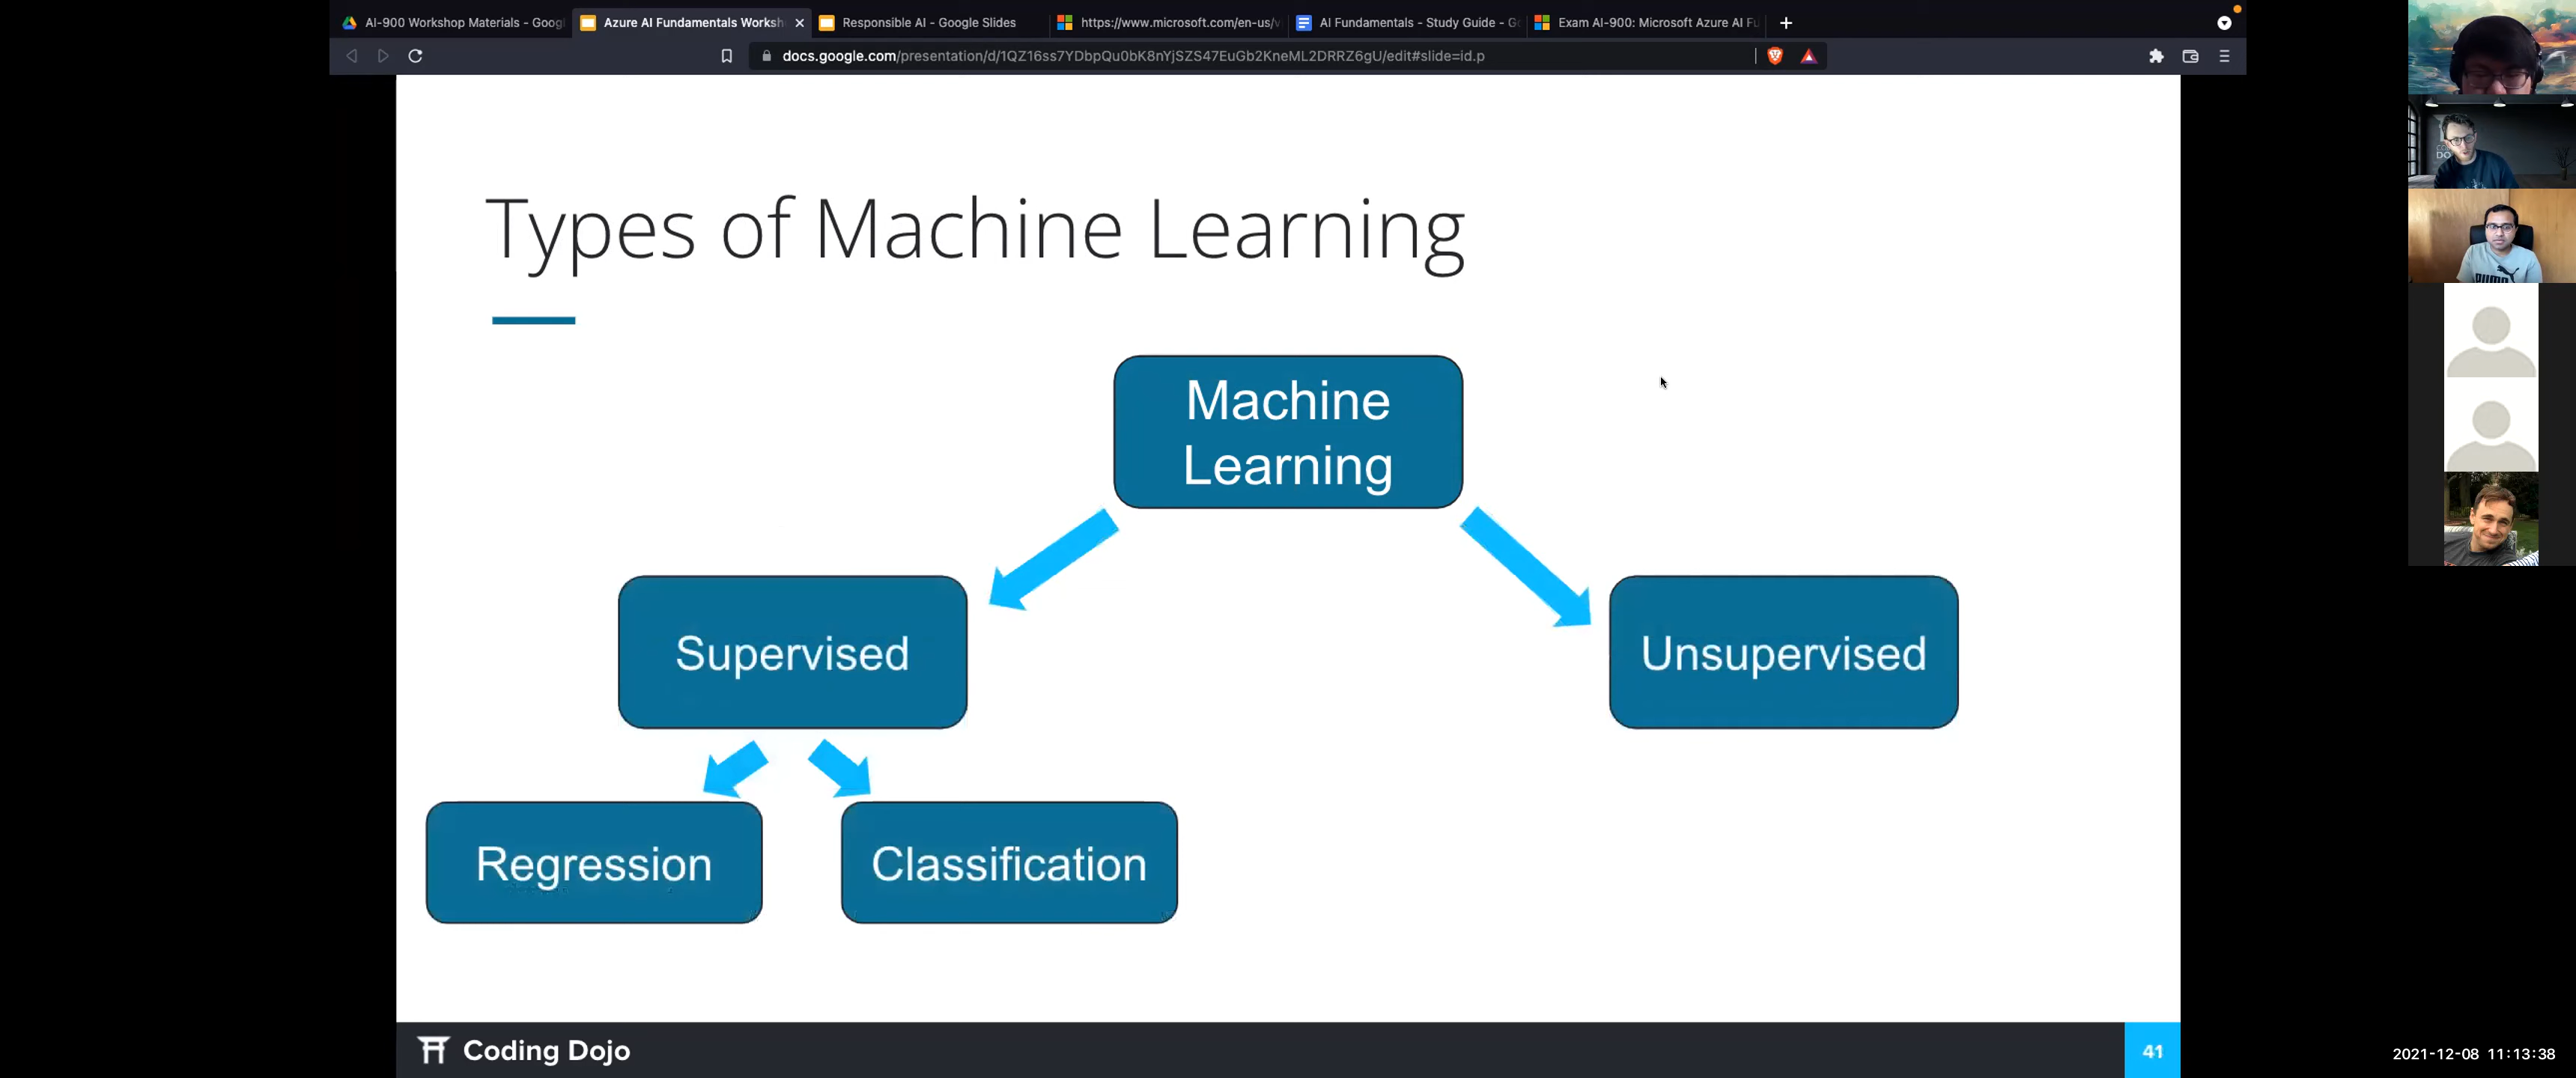 AI-900 Workshop Materials - Googl
Azure AI Fundamentals Worksh
Responsible AI - Google Slides
https://www.microsoft.com/en-us/v
AI Fundamentals - Study Guide - G
Exam AI-900: Microsoft Azure AI Fu
docs.google.com/presentation/d/1QZ16ss7YDbpQu0bK8nYjSZS47EuGb2KneML2DRRZ6gU/edit#slide=id.p
Types of Machine Learning
Machine
Learning
Supervised
Unsupervised
Regression
Classification
Coding Dojo
41
PUMA
2021-12-08 11:13:38